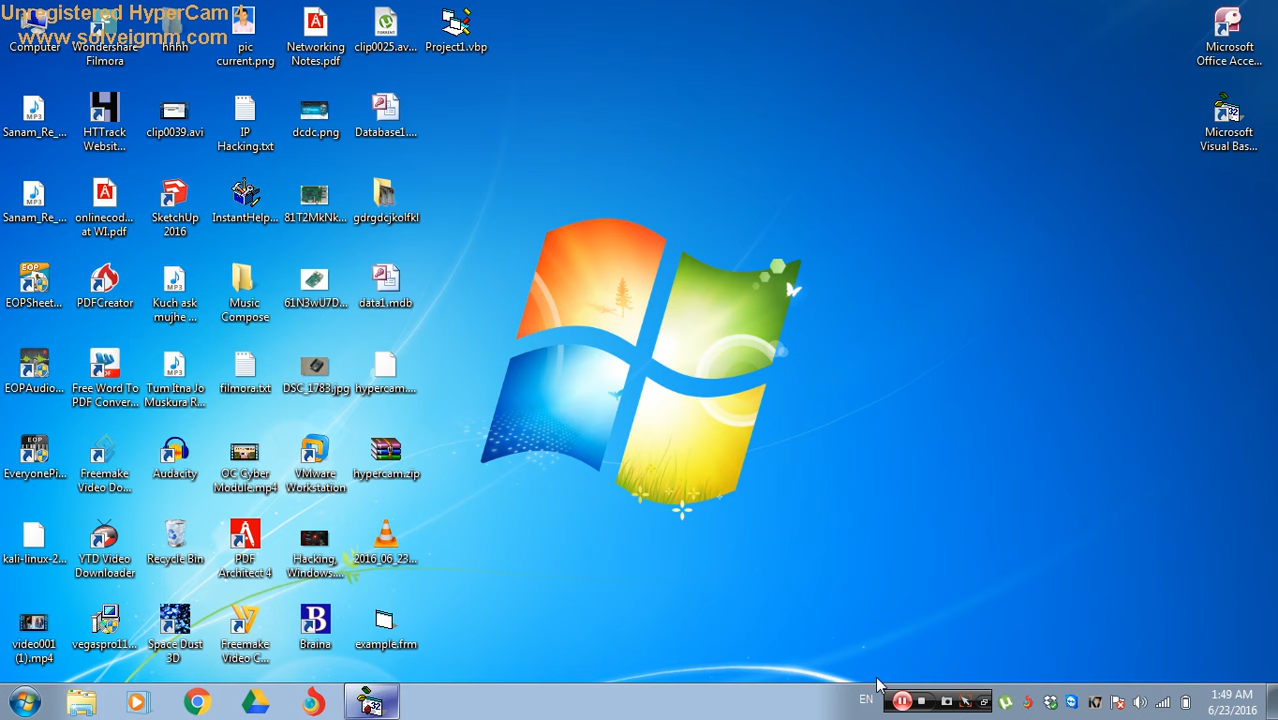 Unregistered HyperCam 4
www.solveigmm.com
Computer
Wondershare
Filmora
hhhh
pic
current.png
Networking
Notes.pdf
clip0025.av...
Project1.vbp
Microsoft
Office Acce...
Sanam_Re_...
HTTrack
Websit...
clip0039.avi
IP
Hacking.txt
dcdc.png
Database1....
Microsoft
Visual Bas...
Sanam_Re_...
onlinecod...
at WI.pdf
SketchUp
2016
InstantHelp...
81T2MkNk...
gdrgdcjkolfkl
EOPSheet...
PDFCreator
Kuch ask
mujhe ...
Music
Compose
61N3wU7D...
data1.mdb
EOPAudio...
Free Word To
PDF Conver...
Tum Itna Jo
Muskura R...
filmora.txt
DSC_1783.jpg
hypercam....
EveryonePi...
Freemake
Video Do...
Audacity
OC Cyber
Module.mp4
VMware
Workstation
hypercam.zip
kali-linux-2...
YTD Video
Downloader
Recycle Bin
PDF
Architect 4
Hacking,
Windows....
2016_06_23...
video001
(1).mp4
vegaspro11...
Space Dust
3D
Freemake
Video C...
Braina
example.frm
EN
1:49 AM
6/23/2016